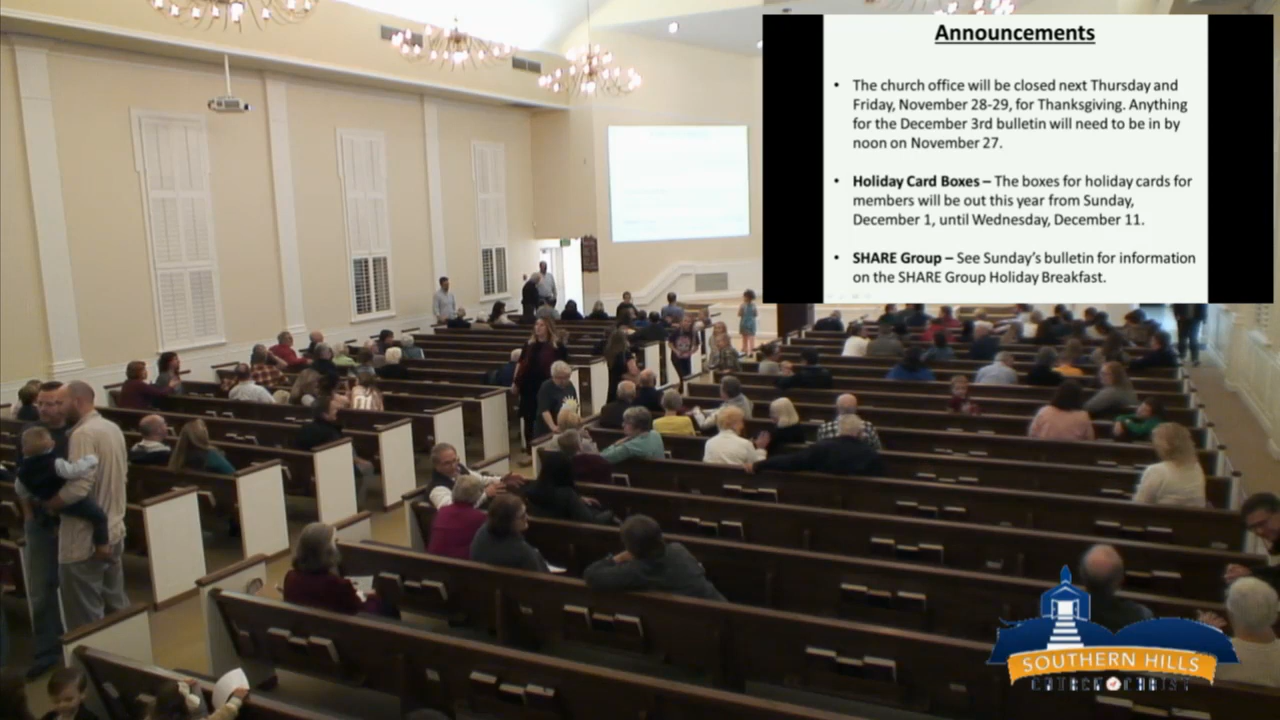 Announcements
• The church office will be closed next Thursday and
Friday, November 28-29, for Thanksgiving. Anything
for the December 3rd bulletin will need to be in by
noon on November 27.
• Holiday Card Boxes – The boxes for holiday cards for
members will be out this year from Sunday,
December 1, until Wednesday, December 11.
• SHARE Group – See Sunday's bulletin for information
on the SHARE Group Holiday Breakfast.
SOUTHERN HILLS
CHURCH OF CHRIST